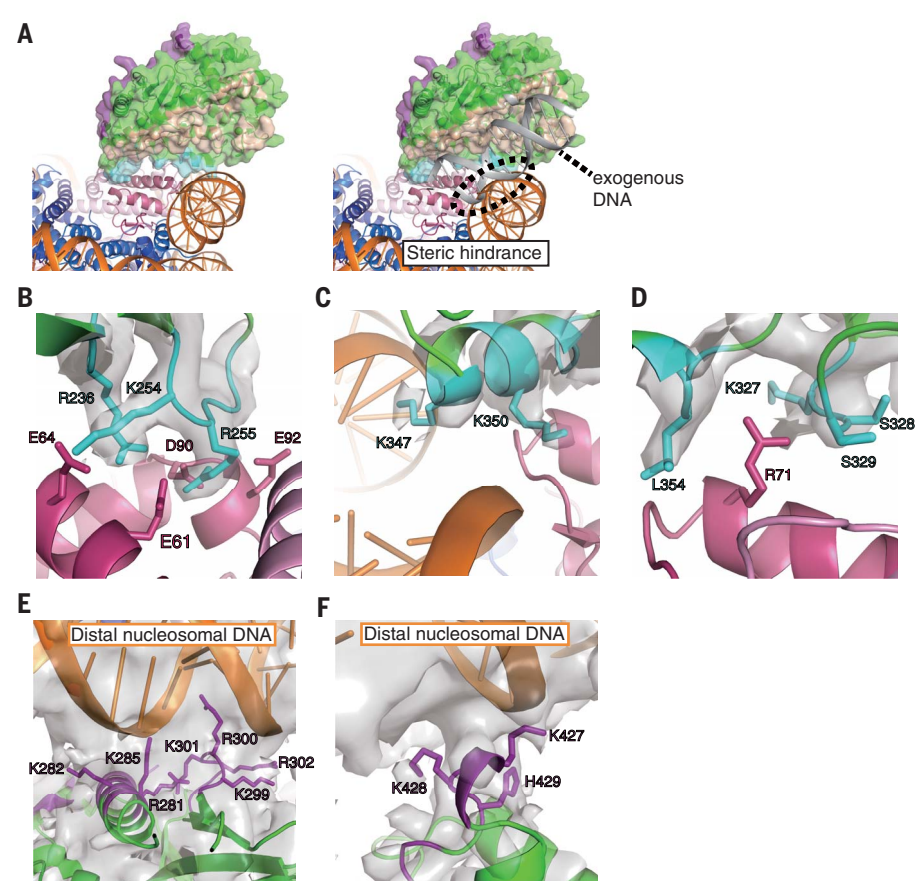 A
exogenous
DNA
Steric hindrance
B
C
D
R236
K254
E64
D90
R255
E92
E61
K347
K350
K327
S328
S329
R71
L354
E
F
Distal nucleosomal DNA
Distal nucleosomal DNA
K282
K285
K301
R300
R302
R281
K299
K427
K428
H429